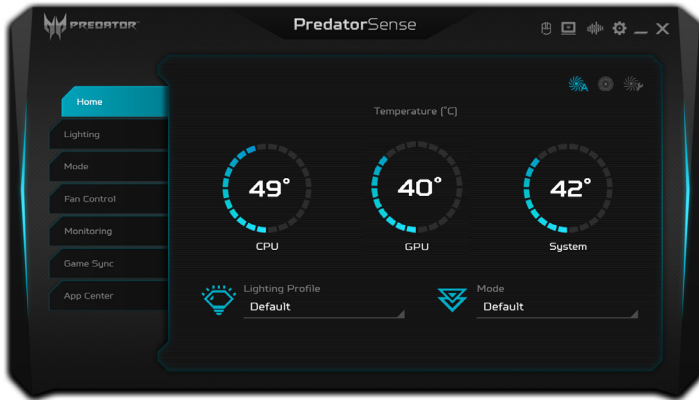 PREDATOR
PredatorSense
Home
Lighting
Mode
Fan Control
Monitoring
Game Sync
App Center
A
Temperature (°C)
49°
40°
42°
CPU
GPU
System
Lighting Profile
Default
Mode
Default